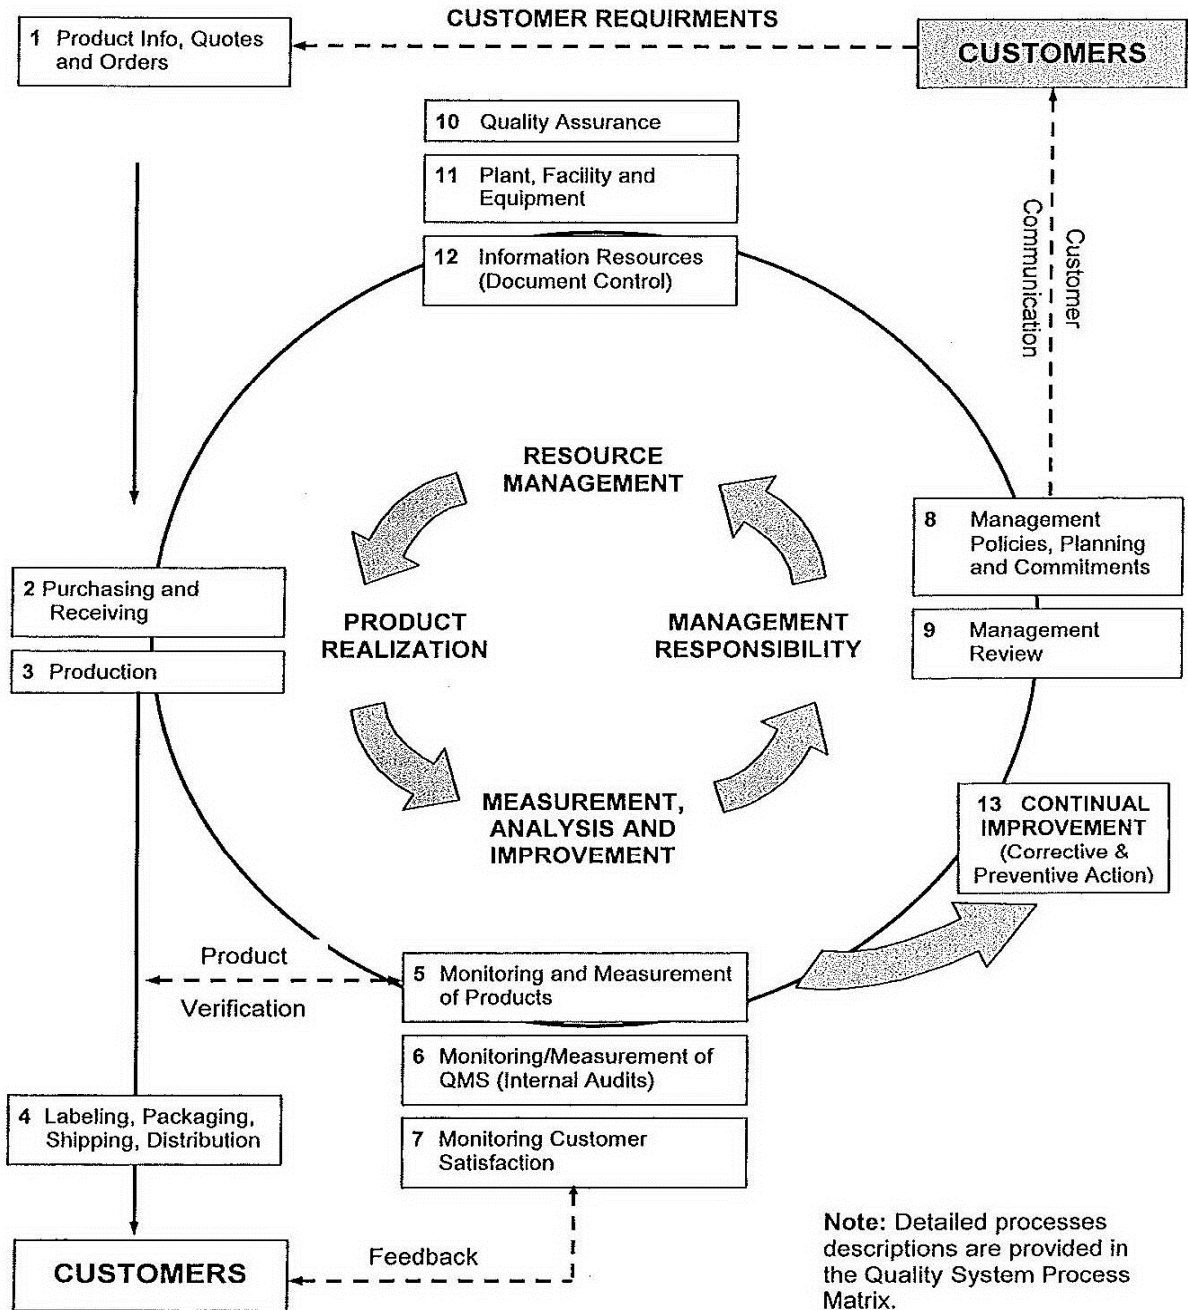 CUSTOMER REQUIRMENTS
1 Product Info, Quotes
and Orders
CUSTOMERS
10 Quality Assurance
11 Plant, Facility and
Equipment
12 Information Resources
(Document Control)
Customer
Communication
RESOURCE
MANAGEMENT
8 Management
Policies, Planning
and Commitments
2 Purchasing and
Receiving
PRODUCT
REALIZATION
MANAGEMENT
RESPONSIBILITY
9 Management
Review
3 Production
MEASUREMENT,
ANALYSIS AND
IMPROVEMENT
13 CONTINUAL
IMPROVEMENT
(Corrective &
Preventive Action)
Product
Verification
5 Monitoring and Measurement
of Products
6 Monitoring/Measurement of
QMS (Internal Audits)
4 Labeling, Packaging,
Shipping, Distribution
7 Monitoring Customer
Satisfaction
CUSTOMERS
Feedback
Note: Detailed processes
descriptions are provided in
the Quality System Process
Matrix.